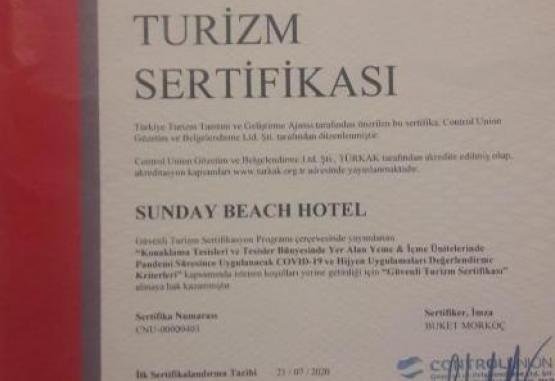 TURİZM
SERTİFİKASI
Türkiye Turizm Tanıtım ve Geliştirme Ajansı tarafından önerilen bu sertifika, Control Union
Gözetim ve Belgelendirme Ltd. Şti. tarafından düzenlenmiştir.
Control Union Gözetim ve Belgelendirme Ltd. Şti., TÜRKAK tarafından akredite edilmiş olup,
akreditasyon kapsamları www.turkak.org.tr adresinde yayınlanmaktadır.
SUNDAY BEACH HOTEL
Güvenli Turizm Sertifikasyon Programı çerçevesinde yayımlanan
"Konaklama Tesisleri ve Tesisler Bünyesinde Yer Alan Yeme & İçme Ünitelerinde
Pandemi Süresince Uygulanacak COVID-19 ve Hijyen Uygulamaları Değerlendirme
Kriterleri" kapsamında istenen koşulları yerine getirdiği için "Güvenli Turizm Sertifikası"
almaya hak kazanmıştır.
Sertifika Numarası
CNU-00000403
Sertifiker, İmza
BUKET MORKOÇ
İlk Sertifikalandırma Tarihi 21 / 07 / 2020
CONTROLUNION